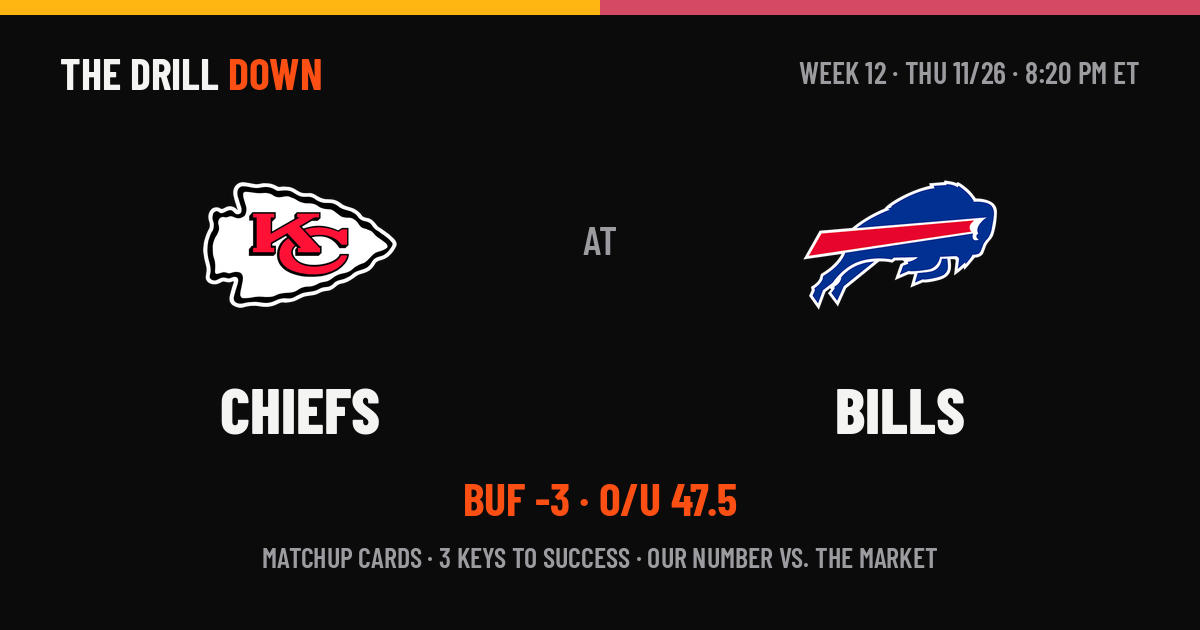 THE DRILL DOWN
WEEK 12 · THU 11/26 · 8:20 PM ET
KC
AT
CHIEFS
BILLS
BUF -3 · O/U 47.5
MATCHUP CARDS · 3 KEYS TO SUCCESS · OUR NUMBER VS. THE MARKET